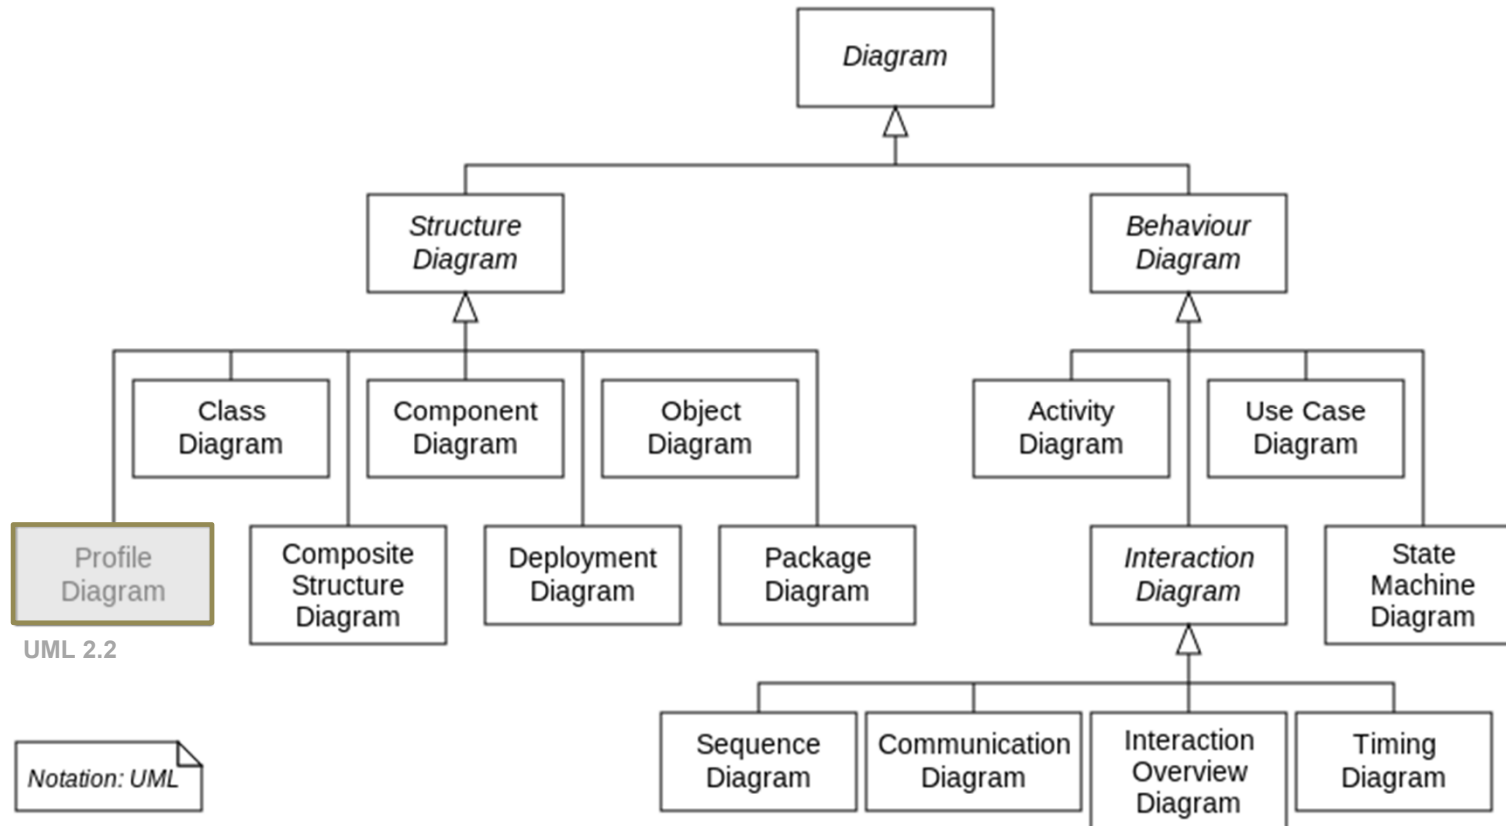 Diagram
Structure
Diagram
Behaviour
Diagram
Class
Diagram
Component
Diagram
Object
Diagram
Activity
Diagram
Use Case
Diagram
Profile
Diagram
Composite
Structure
Diagram
Deployment
Diagram
Package
Diagram
Interaction
Diagram
State
Machine
Diagram
UML 2.2
Sequence
Diagram
Communication
Diagram
Interaction
Overview
Diagram
Timing
Diagram
Notation: UML